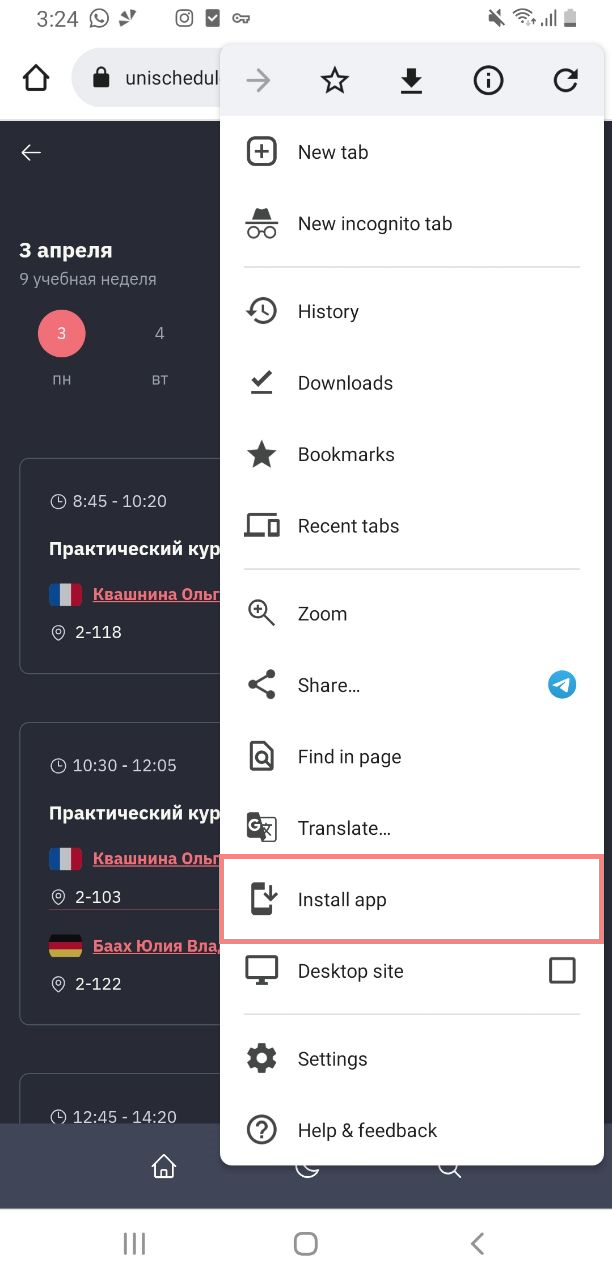 3:24
unischedul
New tab
New incognito tab
3 апреля
9 учебная неделя
3
4
пн
вт
History
Downloads
Bookmarks
Recent tabs
8:45 - 10:20
Практический кур
Квашнина Ольг
2-118
Zoom
Share...
Find in page
Translate...
Install app
Desktop site
Settings
Help & feedback
10:30 - 12:05
Практический кур
Квашнина Ольг
2-103
Баах Юлия Вла
2-122
12:45 - 14:20